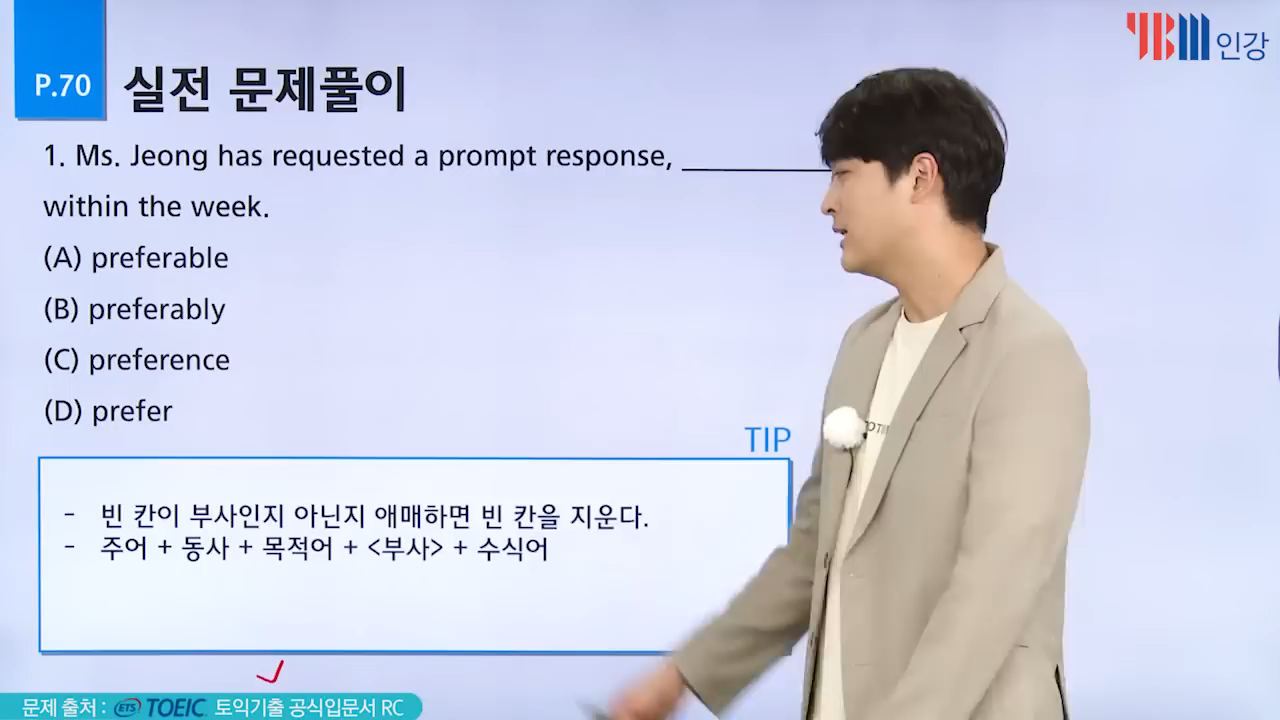 YBM 인강
P.70 실전 문제풀이
1. Ms. Jeong has requested a prompt response, __________
within the week.
(A) preferable
(B) preferably
(C) preference
(D) prefer
TIP
- 빈 칸이 부사인지 아닌지 애매하면 빈 칸을 지운다.
- 주어 + 동사 + 목적어 + <부사> + 수식어
문제 출처 : ETS TOEIC 토익기출 공식입문서 RC